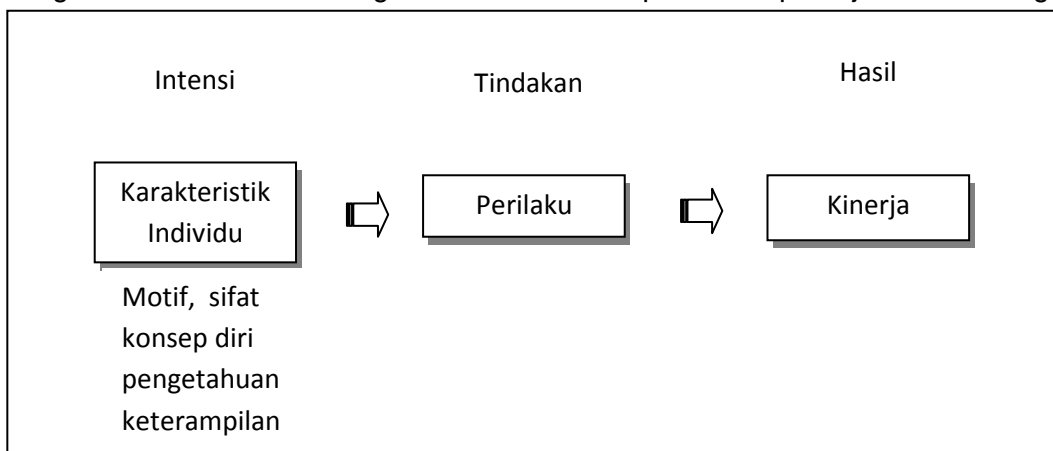 Intensi
Tindakan
Hasil
Karakteristik
Individu
Perilaku
Kinerja
Motif, sifat
konsep diri
pengetahuan
keterampilan